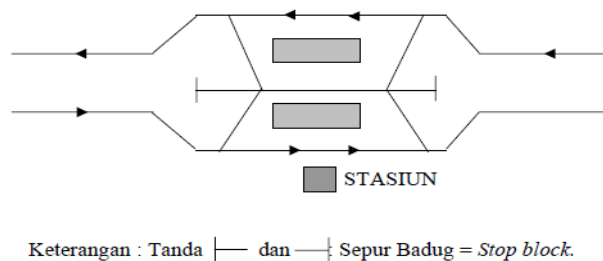 STASIUN
Keterangan : Tanda dan Sepur Badug = Stop block.